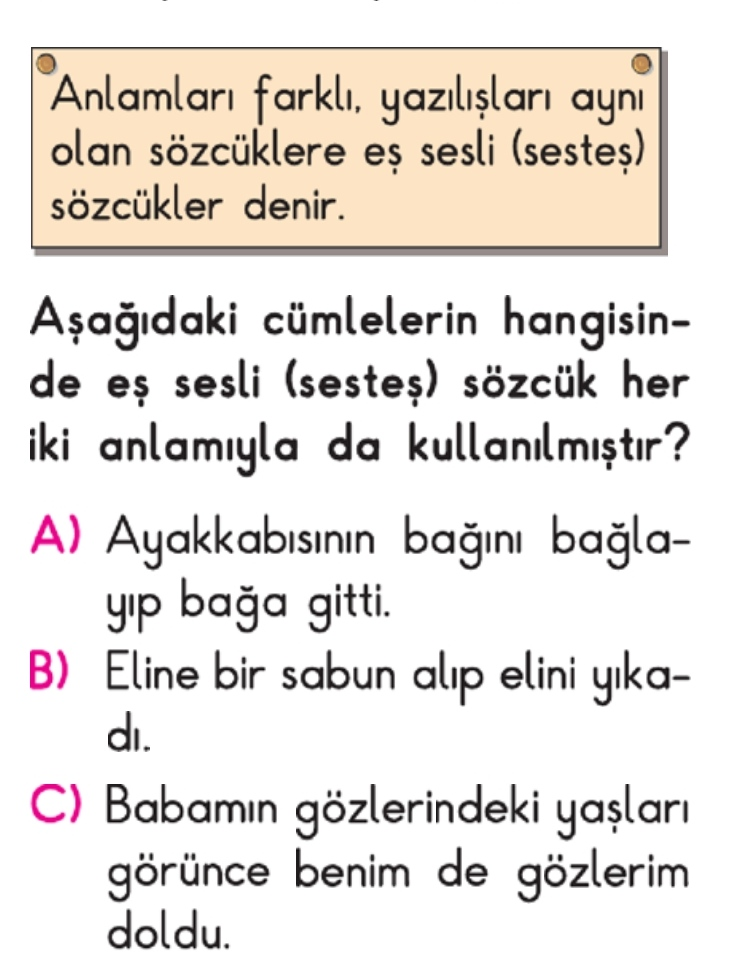 Anlamları farklı, yazılışları aynı
olan sözcüklere eş sesli (sesteş)
sözcükler denir.
Aşağıdaki cümlelerin hangisin-
de eş sesli (sesteş) sözcük her
iki anlamıyla da kullanılmıştır?
A) Ayakkabısının bağını bağla-
yıp bağa gitti.
B) Eline bir sabun alıp elini yıka-
dı.
C) Babamın gözlerindeki yaşları
görünce benim de gözlerim
doldu.